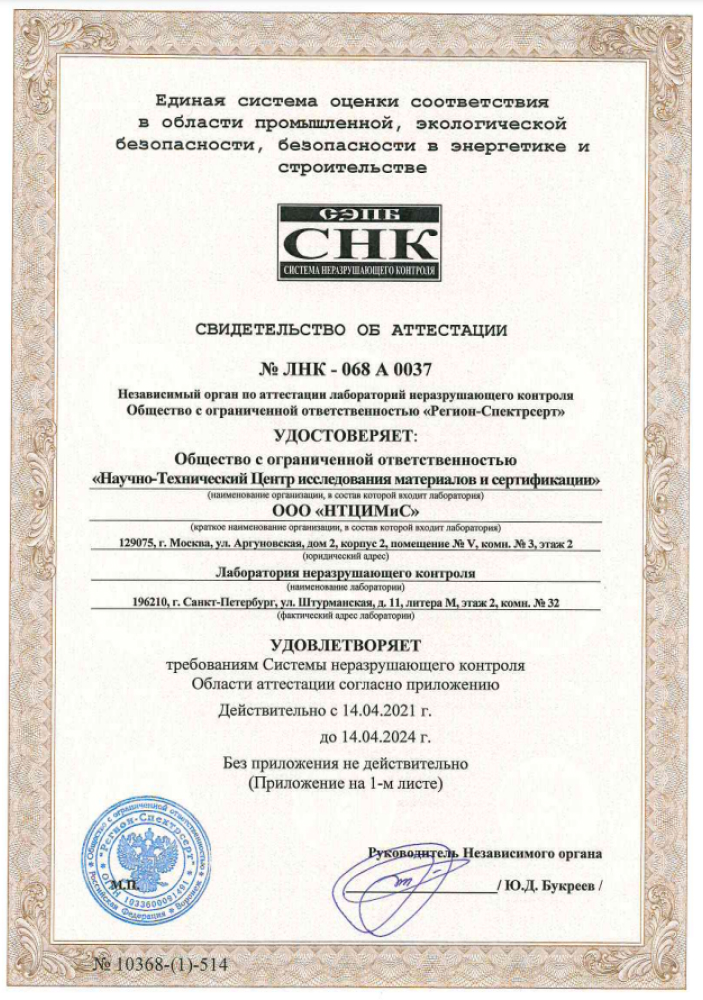 Единая система оценки соответствия
в области промышленной, экологической
безопасности, безопасности в энергетике и
строительстве
СЭПБ
СНК
СИСТЕМА НЕРАЗРУШАЮЩЕГО КОНТРОЛЯ
СВИДЕТЕЛЬСТВО ОБ АТТЕСТАЦИИ
№ ЛНК - 068 А 0037
Независимый орган по аттестации лабораторий неразрушающего контроля
Общество с ограниченной ответственностью «Регион-Спектрсерт»
УДОСТОВЕРЯЕТ:
Общество с ограниченной ответственностью
«Научно-Технический Центр исследования материалов и сертификации»
(наименование организации, в состав которой входит лаборатория)
ООО «НТЦИМиС»
(краткое наименование организации, в состав которой входит лаборатория)
129075, г. Москва, ул. Аргуновская, дом 2, корпус 2, помещение № V, комн. № 3, этаж 2
(юридический адрес)
Лаборатория неразрушающего контроля
(наименование лаборатории)
196210, г. Санкт-Петербург, ул. Штурманская, д. 11, литера М, этаж 2, комн. № 32
(фактический адрес лаборатории)
УДОВЛЕТВОРЯЕТ
требованиям Системы неразрушающего контроля
Области аттестации согласно приложению
Действительно с 14.04.2021 г.
до 14.04.2024 г.
Без приложения не действительно
(Приложение на 1-м листе)
Общество с ограниченной ответственностью
Российская Федерация * Воронеж *
"Регион-Спектрсерт"
ОГРН 1033600091491
М.П.
Руководитель Независимого органа
/ Ю.Д. Букреев /
№ 10368-(1)-514